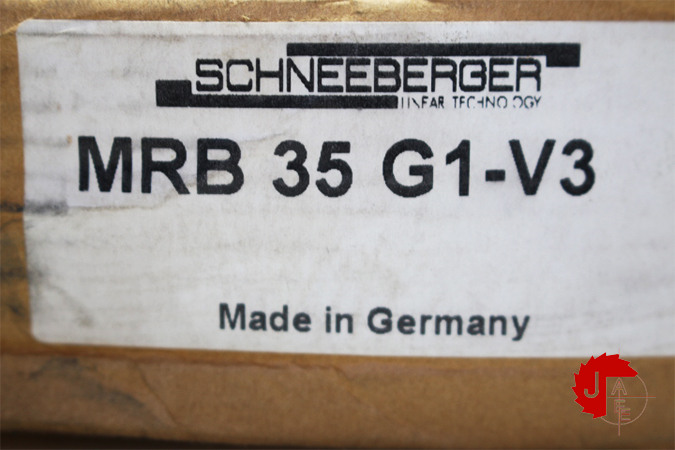 SCHNEEBERGER
LINEAR TECHNOLOGY
MRB 35 G1-V3
Made in Germany